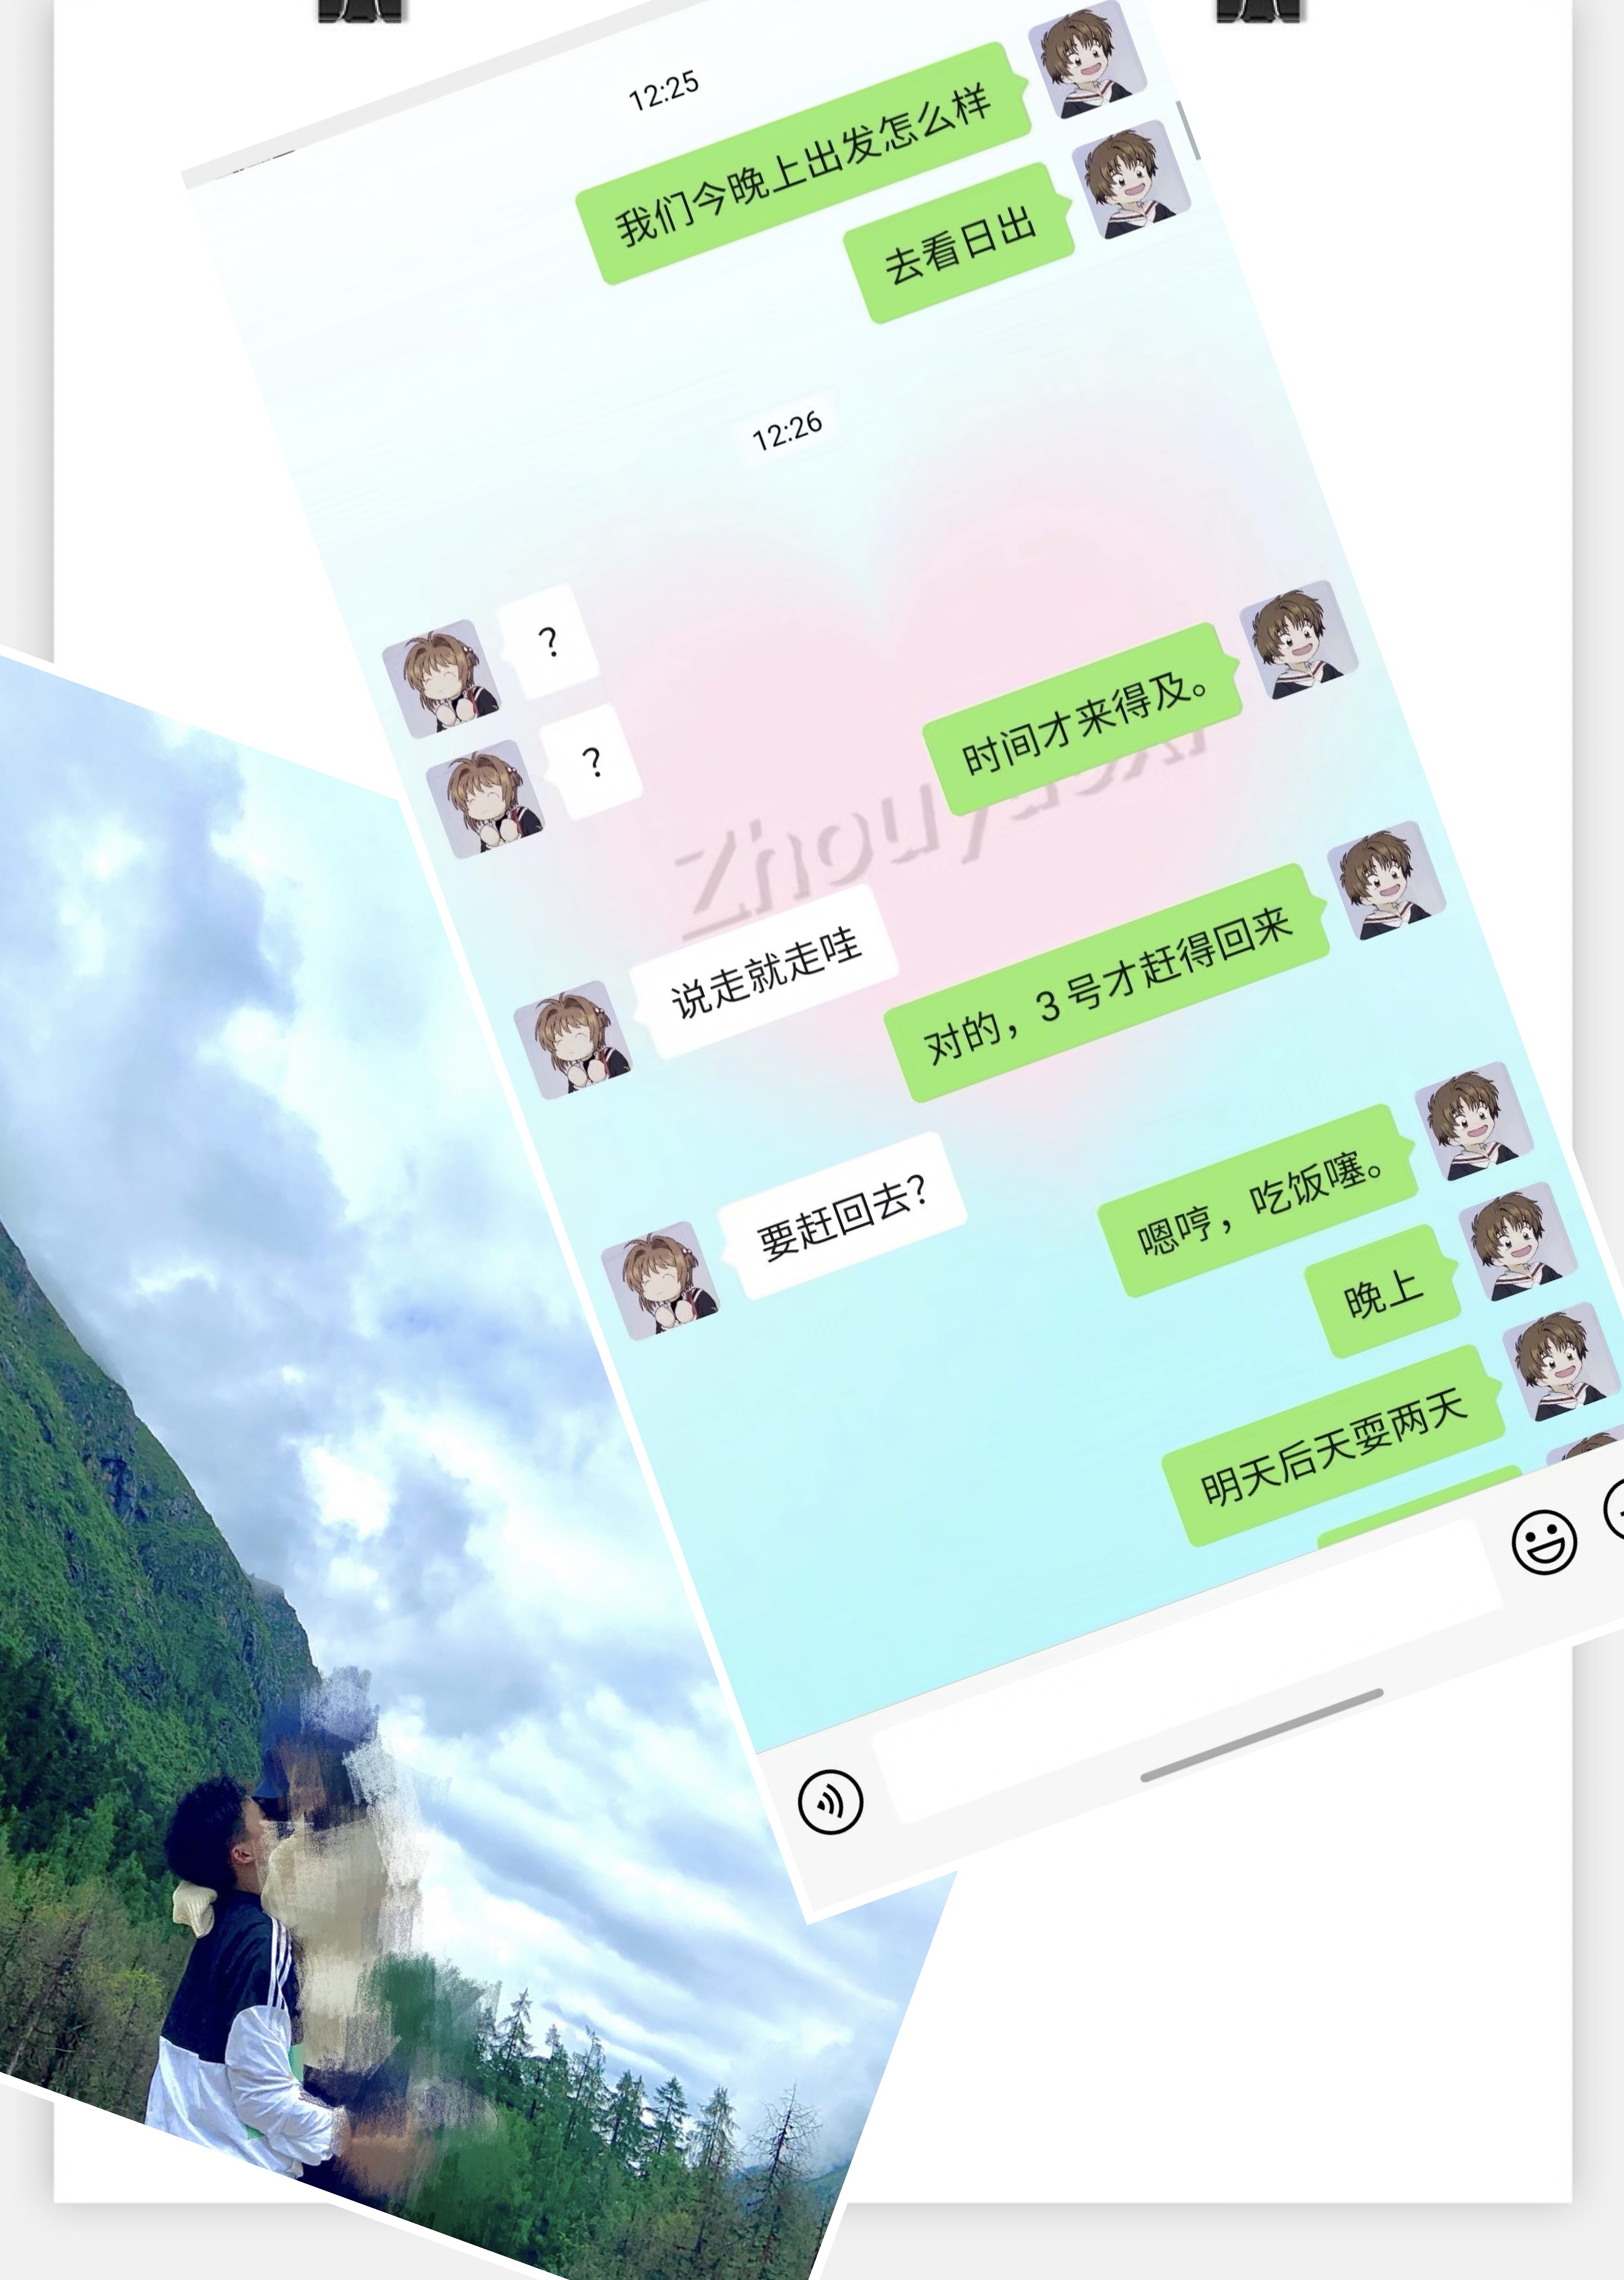 12:25
我们今晚上出发怎么样
去看日出
12:26
?
?
时间才来得及。
说走就走哇
对的，3号才赶得回来
要赶回去?
嗯哼，吃饭噻。
晚上
明天后天耍两天